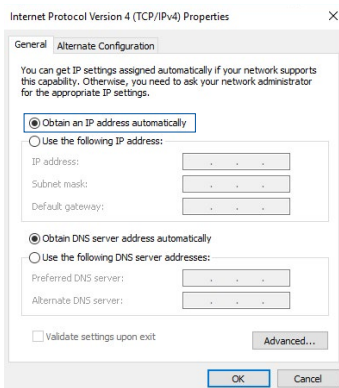 Internet Protocol Version 4 (TCP/IPv4) Properties
General
Alternate Configuration
You can get IP settings assigned automatically if your network supports
this capability. Otherwise, you need to ask your network administrator
for the appropriate IP settings.
Obtain an IP address automatically
Use the following IP address:
IP address:
Subnet mask:
Default gateway:
Obtain DNS server address automatically
Use the following DNS server addresses:
Preferred DNS server:
Alternate DNS server:
Validate settings upon exit
Advanced...
OK
Cancel